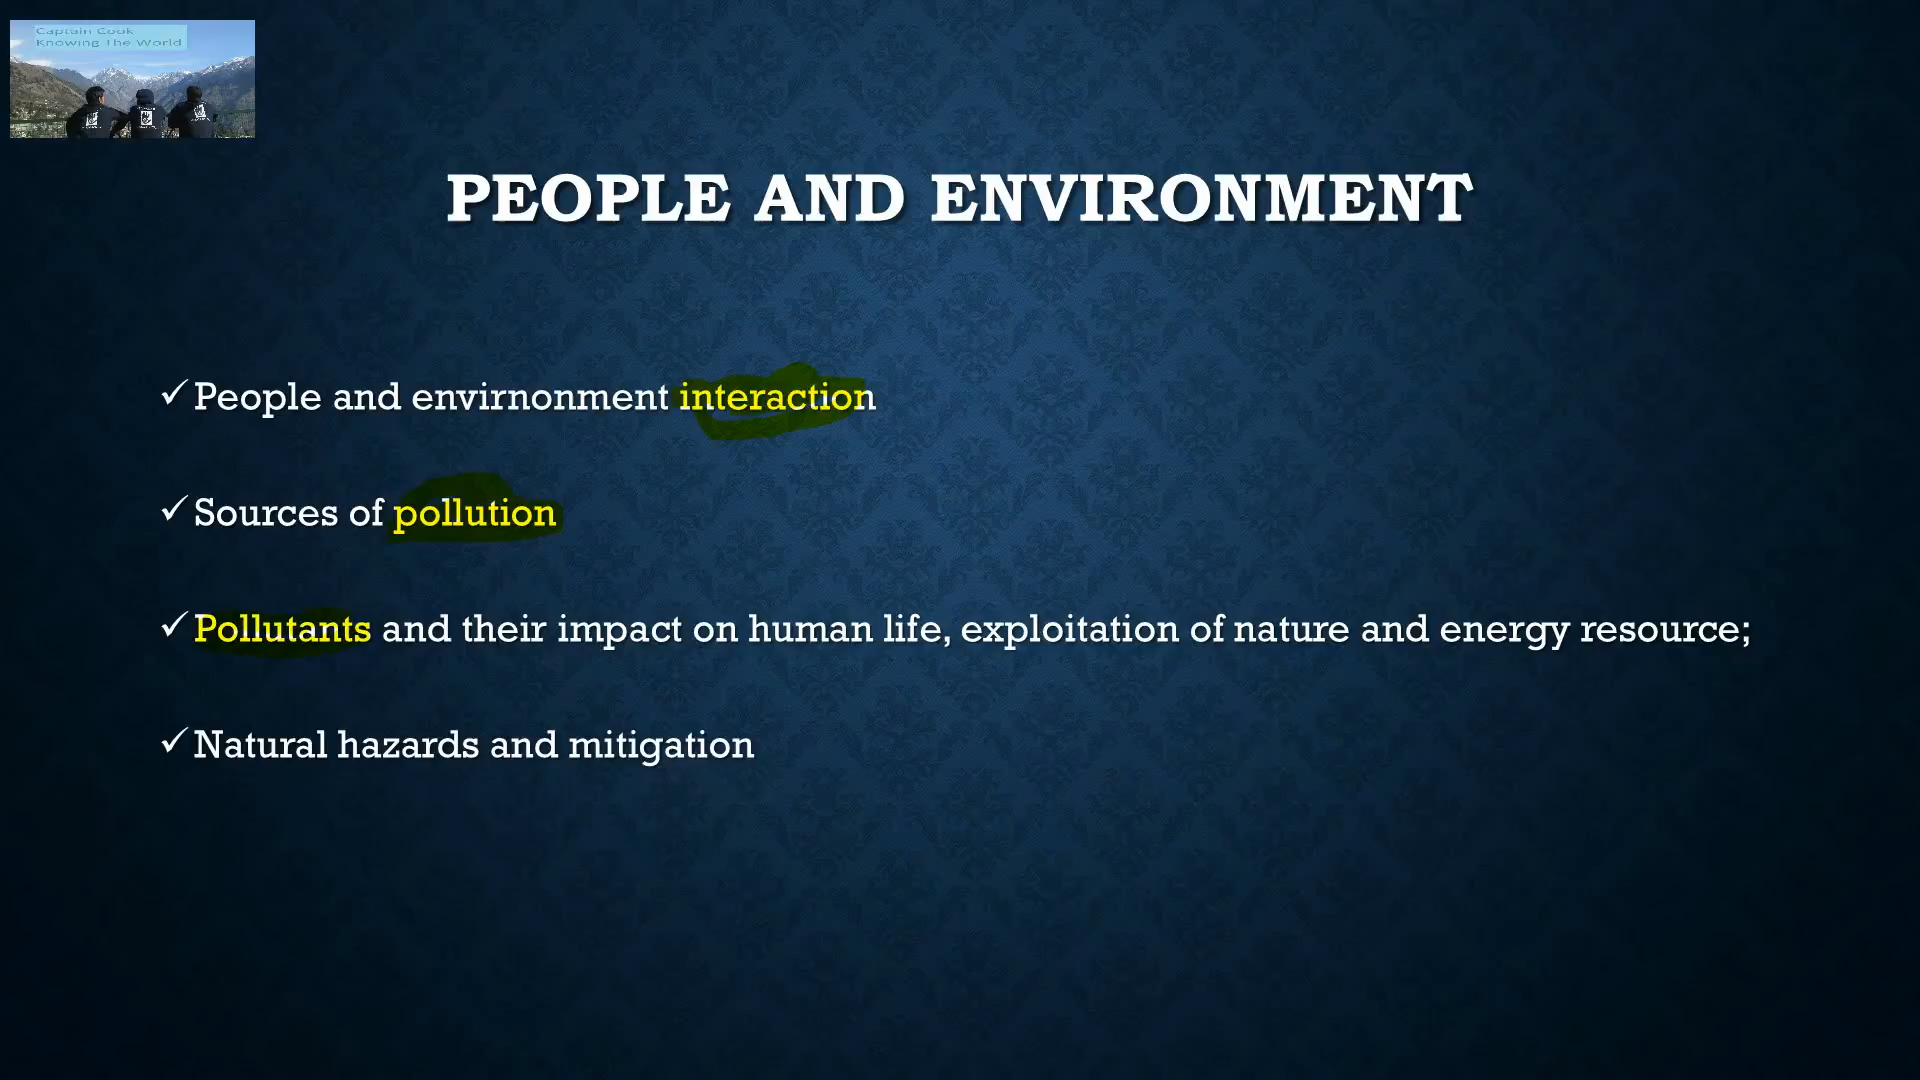 Captain Cook
Knowing The World
PEOPLE AND ENVIRONMENT
✓People and envirnonment interaction
✓Sources of pollution
✓Pollutants and their impact on human life, exploitation of nature and energy resource;
✓Natural hazards and mitigation